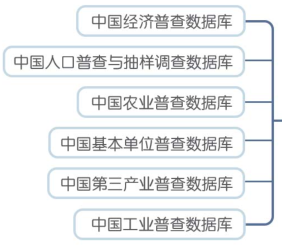 中国经济普查数据库
中国人口普查与抽样调查数据库
中国农业普查数据库
中国基本单位普查数据库
中国第三产业普查数据库
中国工业普查数据库